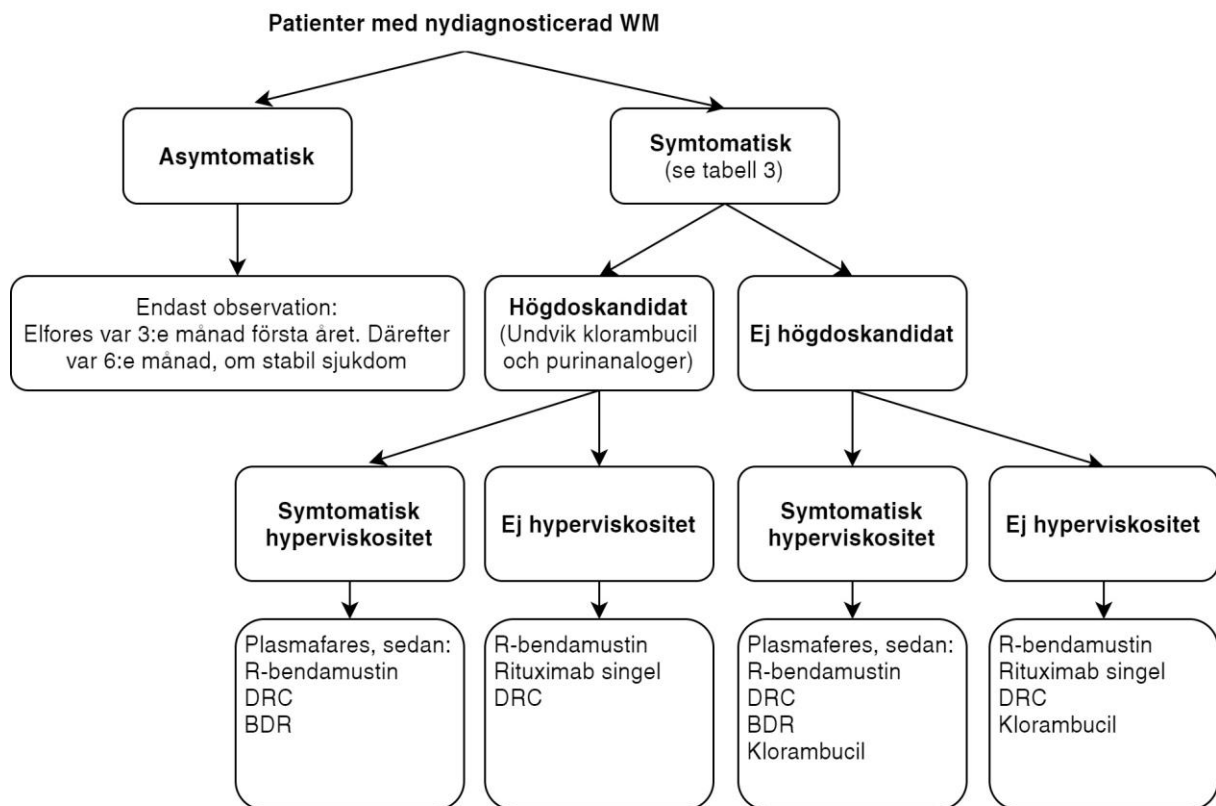 Patienter med nydiagnosticerad WM
Asymtomatisk
Symtomatisk
(se tabell 3)
Endast observation:
Elfores var 3:e månad första året. Därefter
var 6:e månad, om stabil sjukdom
Högdoskandidat
(Undvik klorambucil
och purinanaloger)
Ej högdoskandidat
Symtomatisk
hyperviskositet
Ej hyperviskositet
Symtomatisk
hyperviskositet
Ej hyperviskositet
Plasmafares, sedan:
R-bendamustin
DRC
BDR
R-bendamustin
Rituximab singel
DRC
Plasmaferes, sedan:
R-bendamustin
DRC
BDR
Klorambucil
R-bendamustin
Rituximab singel
DRC
Klorambucil